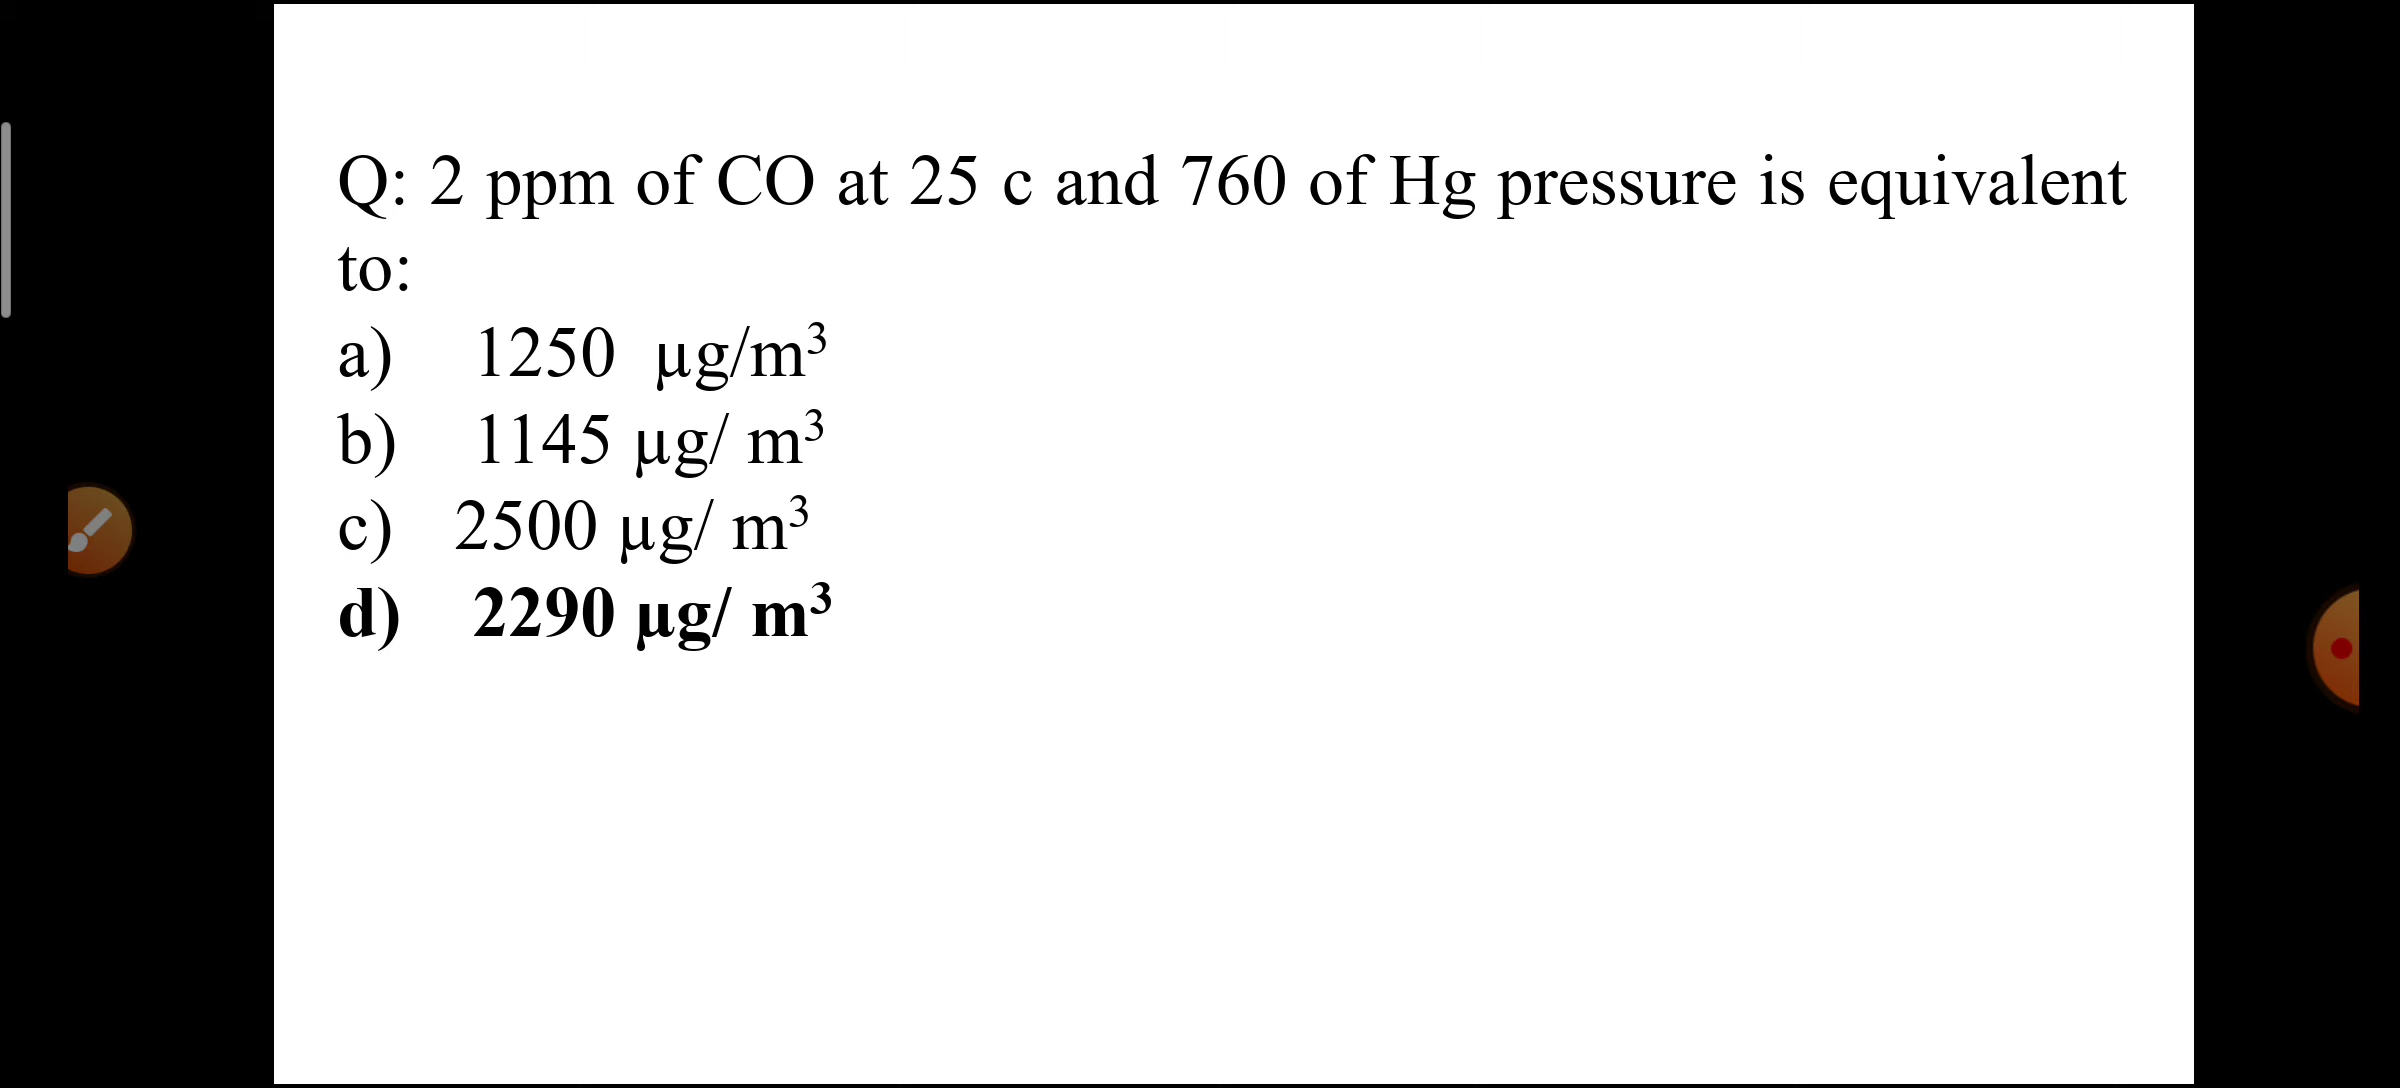 Q: 2 ppm of CO at 25 c and 760 of Hg pressure is equivalent
to:
a) 1250 µg/m³
b) 1145 µg/ m³
c) 2500 µg/ m³
d) 2290 µg/ m³